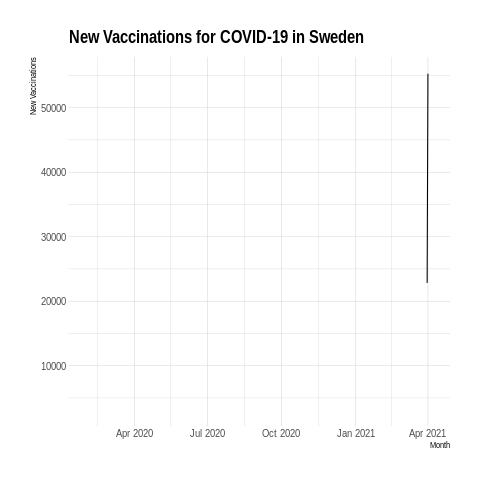 New Vaccinations for COVID-19 in Sweden
New Vaccinations
50000
40000
30000
20000
10000
Apr 2020 Jul 2020 Oct 2020 Jan 2021 Apr 2021
Month